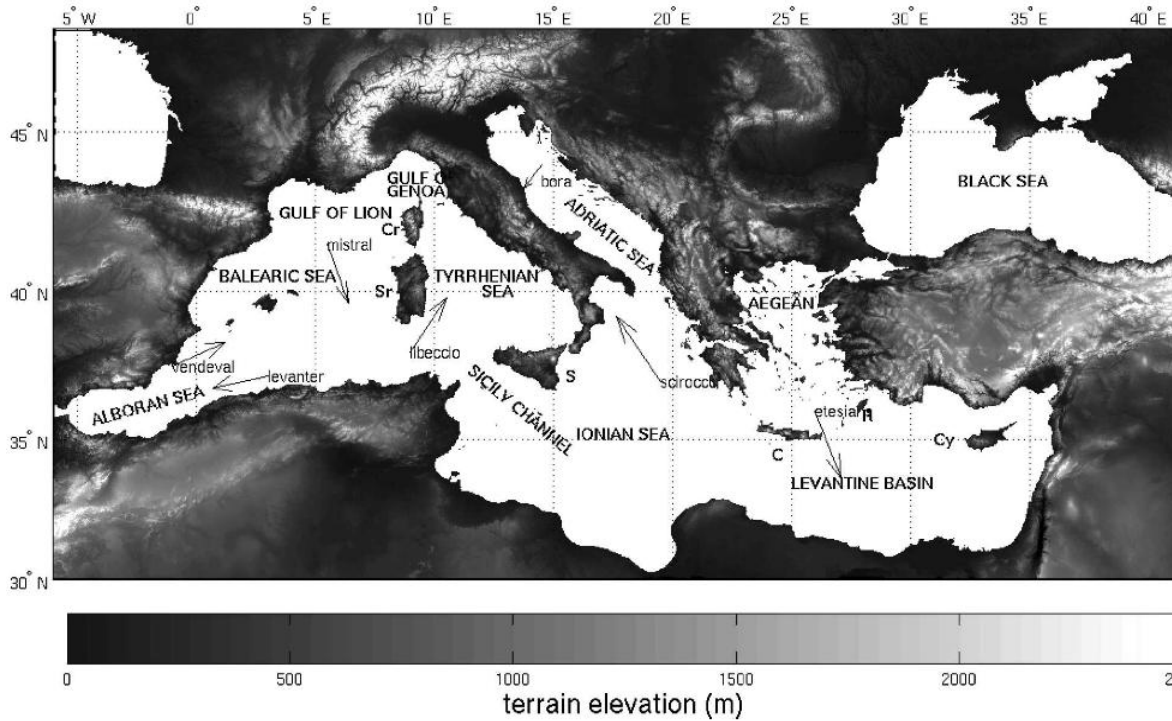 5° W 0° 5° E 10° E 15° E 20° E 25° E 30° E 35° E 40° E
45° N
40° N
35° N
30° N
GULF OF
GENOA
GULF OF LION
Cr
mistral
BALEARIC SEA
Sr
TYRRHENIAN
SEA
libeccio
bora
ADRIATIC SEA
BLACK SEA
AEGEAN
vendeval
levanter
ALBORAN SEA
S
SICILY CHANNEL
scirocco
IONIAN SEA
etesian
R
C
Cy
LEVANTINE BASIN
0 500 1000 1500 2000
terrain elevation (m)